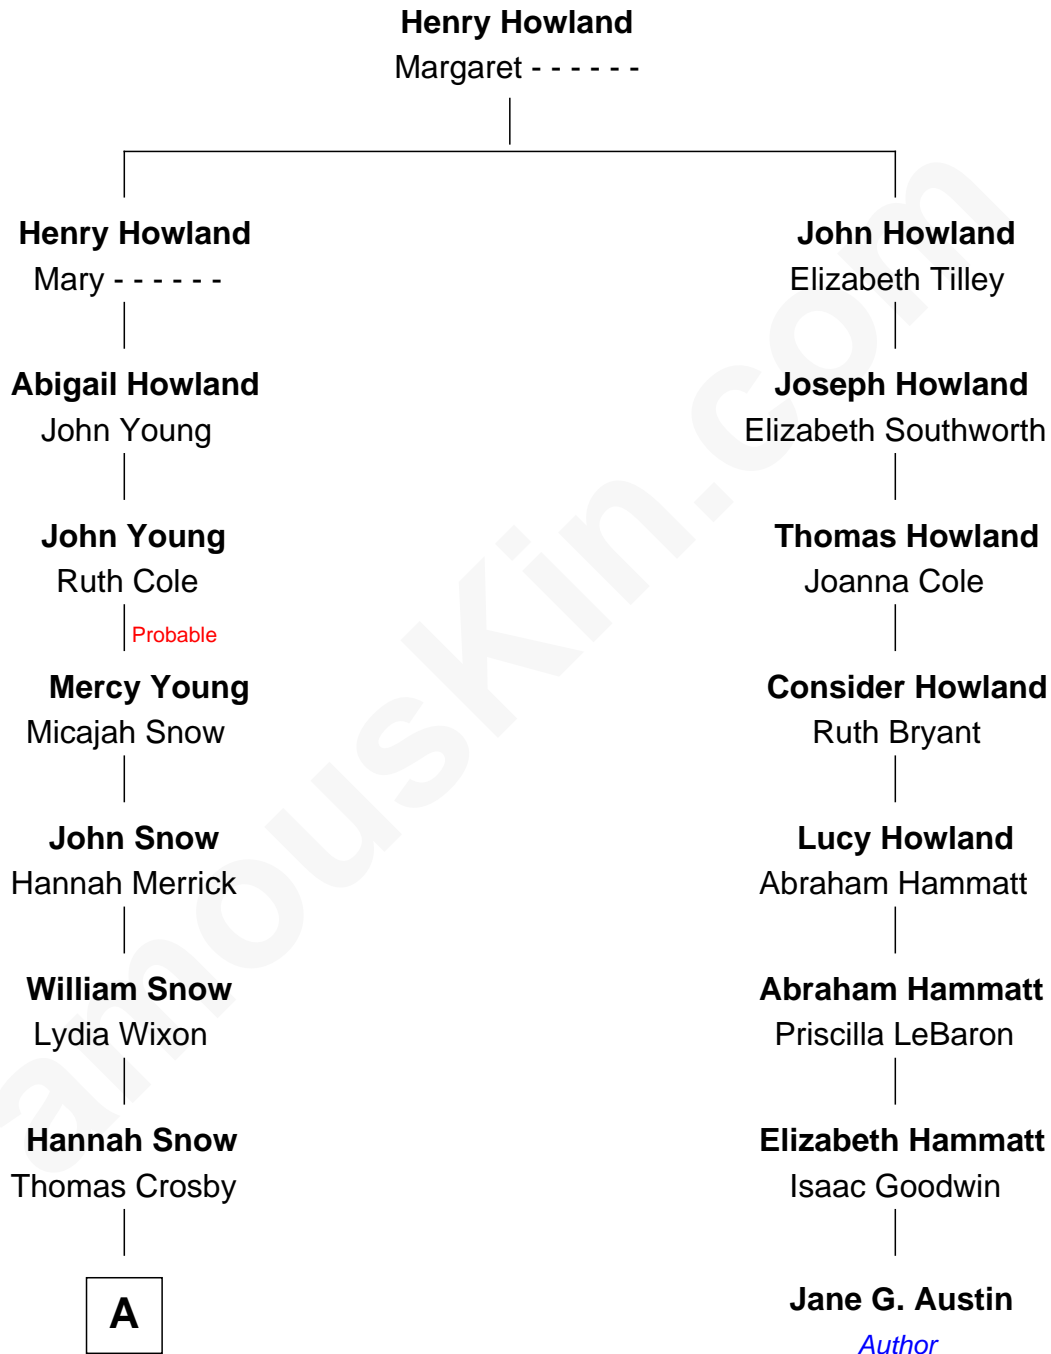 Henry Howland
Margaret - - - - - -
Henry Howland
Mary - - - - - -
John Howland
Elizabeth Tilley
Abigail Howland
John Young
Joseph Howland
Elizabeth Southworth
John Young
Ruth Cole
Thomas Howland
Joanna Cole
Probable
Mercy Young
Micajah Snow
Consider Howland
Ruth Bryant
John Snow
Hannah Merrick
Lucy Howland
Abraham Hammatt
William Snow
Lydia Wixon
Abraham Hammatt
Priscilla LeBaron
Hannah Snow
Thomas Crosby
Elizabeth Hammatt
Isaac Goodwin
A
Jane G. Austin
Author
amouskin.com